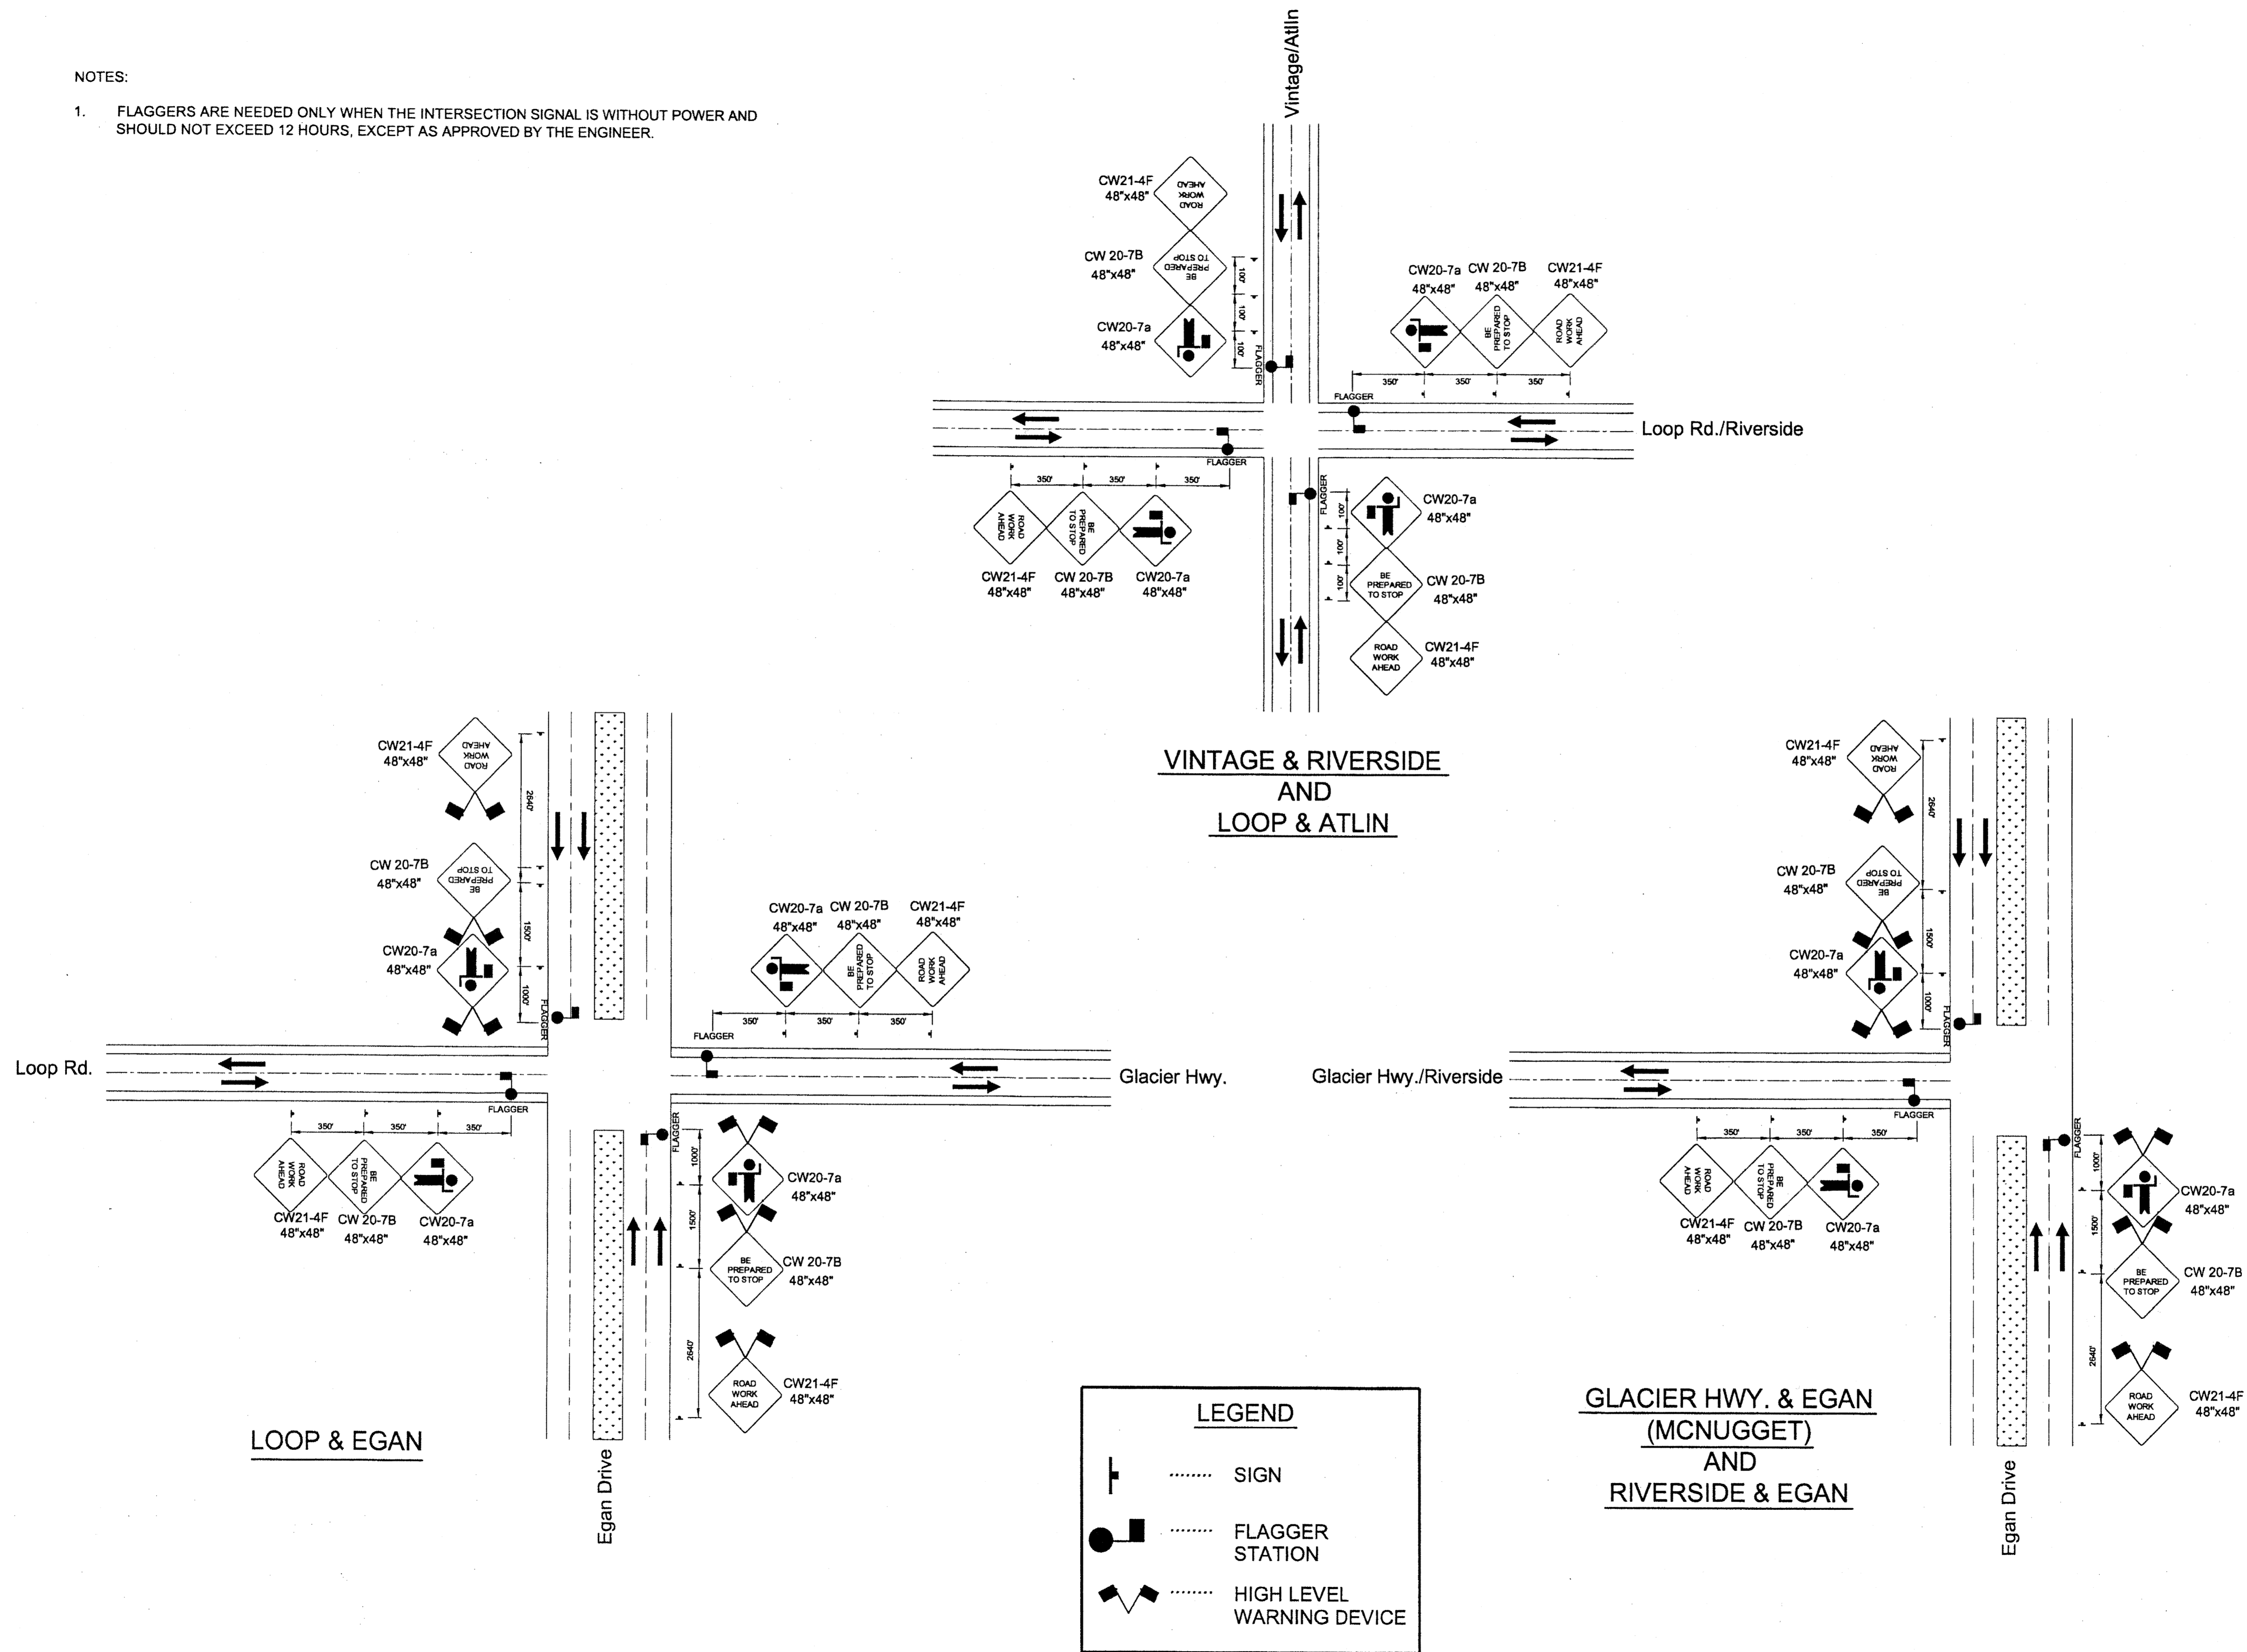 NOTES:
1. FLAGGERS ARE NEEDED ONLY WHEN THE INTERSECTION SIGNAL IS WITHOUT POWER AND
SHOULD NOT EXCEED 12 HOURS, EXCEPT AS APPROVED BY THE ENGINEER.
Vintage/Atlin
CW21-4F
48"x48"
ROAD
WORK
AHEAD
CW 20-7B
48"x48"
BE
PREPARED
TO STOP
CW20-7a
48"x48"
100'
100'
100'
FLAGGER
CW20-7a CW 20-7B CW21-4F
48"x48" 48"x48" 48"x48"
BE
PREPARED
TO STOP
ROAD
WORK
AHEAD
350' 350' 350'
FLAGGER
Loop Rd./Riverside
FLAGGER
350' 350' 350'
ROAD
WORK
AHEAD
BE
PREPARED
TO STOP
CW21-4F CW 20-7B CW20-7a
48"x48" 48"x48" 48"x48"
FLAGGER
100'
100'
100'
CW20-7a
48"x48"
BE
PREPARED
TO STOP
CW 20-7B
48"x48"
ROAD
WORK
AHEAD
CW21-4F
48"x48"
VINTAGE & RIVERSIDE
AND
LOOP & ATLIN
CW21-4F
48"x48"
ROAD
WORK
AHEAD
2640'
CW 20-7B
48"x48"
BE
PREPARED
TO STOP
1500'
CW20-7a
48"x48"
1000'
FLAGGER
CW20-7a CW 20-7B CW21-4F
48"x48" 48"x48" 48"x48"
BE
PREPARED
TO STOP
ROAD
WORK
AHEAD
350' 350' 350'
FLAGGER
Loop Rd.
Glacier Hwy.
FLAGGER
350' 350' 350'
ROAD
WORK
AHEAD
BE
PREPARED
TO STOP
CW21-4F CW 20-7B CW20-7a
48"x48" 48"x48" 48"x48"
FLAGGER
1000'
CW20-7a
48"x48"
1500'
BE
PREPARED
TO STOP
CW 20-7B
48"x48"
2640'
ROAD
WORK
AHEAD
CW21-4F
48"x48"
LOOP & EGAN
Egan Drive
CW21-4F
48"x48"
ROAD
WORK
AHEAD
2640'
CW 20-7B
48"x48"
BE
PREPARED
TO STOP
1500'
CW20-7a
48"x48"
1000'
FLAGGER
Glacier Hwy./Riverside
FLAGGER
350' 350' 350'
ROAD
WORK
AHEAD
BE
PREPARED
TO STOP
CW21-4F CW 20-7B CW20-7a
48"x48" 48"x48" 48"x48"
FLAGGER
1000'
CW20-7a
48"x48"
1500'
BE
PREPARED
TO STOP
CW 20-7B
48"x48"
2640'
ROAD
WORK
AHEAD
CW21-4F
48"x48"
GLACIER HWY. & EGAN
(MCNUGGET)
AND
RIVERSIDE & EGAN
Egan Drive
LEGEND
SIGN
FLAGGER
STATION
HIGH LEVEL
WARNING DEVICE